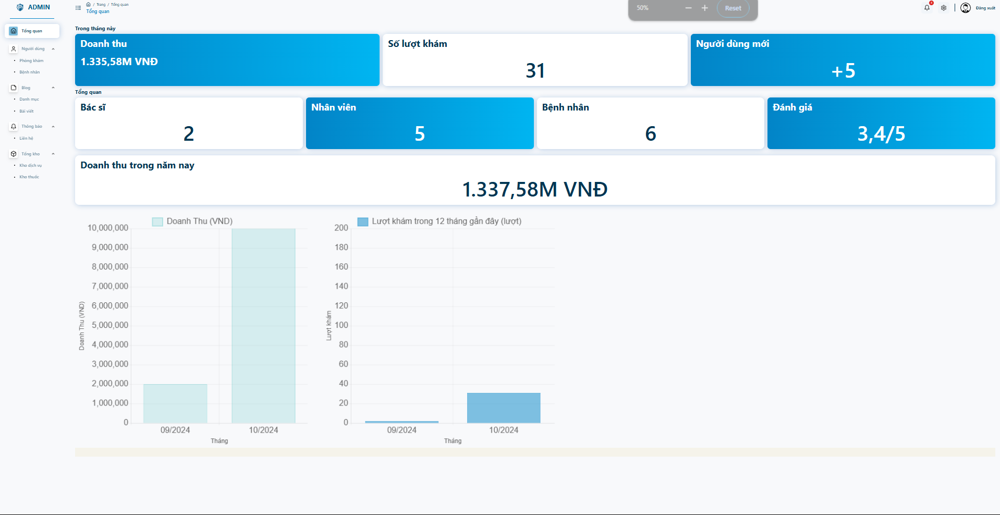 ADMIN
/ Trang / Tổng quan
Tổng quan
50%
Reset
4
Đăng xuất
Tổng quan
Người dùng
Phòng khám
Bệnh nhân
Blog
Danh mục
Bài viết
Thông báo
Liên hệ
Tổng kho
Kho dịch vụ
Kho thuốc
Trong tháng này
Doanh thu
1.335,58M VNĐ
Số lượt khám
31
Người dùng mới
+5
Tổng quan
Bác sĩ
2
Nhân viên
5
Bệnh nhân
6
Đánh giá
3,4/5
Doanh thu trong năm nay
1.337,58M VNĐ
Doanh Thu (VND)
10,000,000
9,000,000
8,000,000
7,000,000
6,000,000
5,000,000
4,000,000
3,000,000
2,000,000
1,000,000
0
Doanh Thu (VND)
09/2024
10/2024
Tháng
Lượt khám trong 12 tháng gần đây (lượt)
200
180
160
140
120
100
80
60
40
20
0
Lượt khám
09/2024
10/2024
Tháng